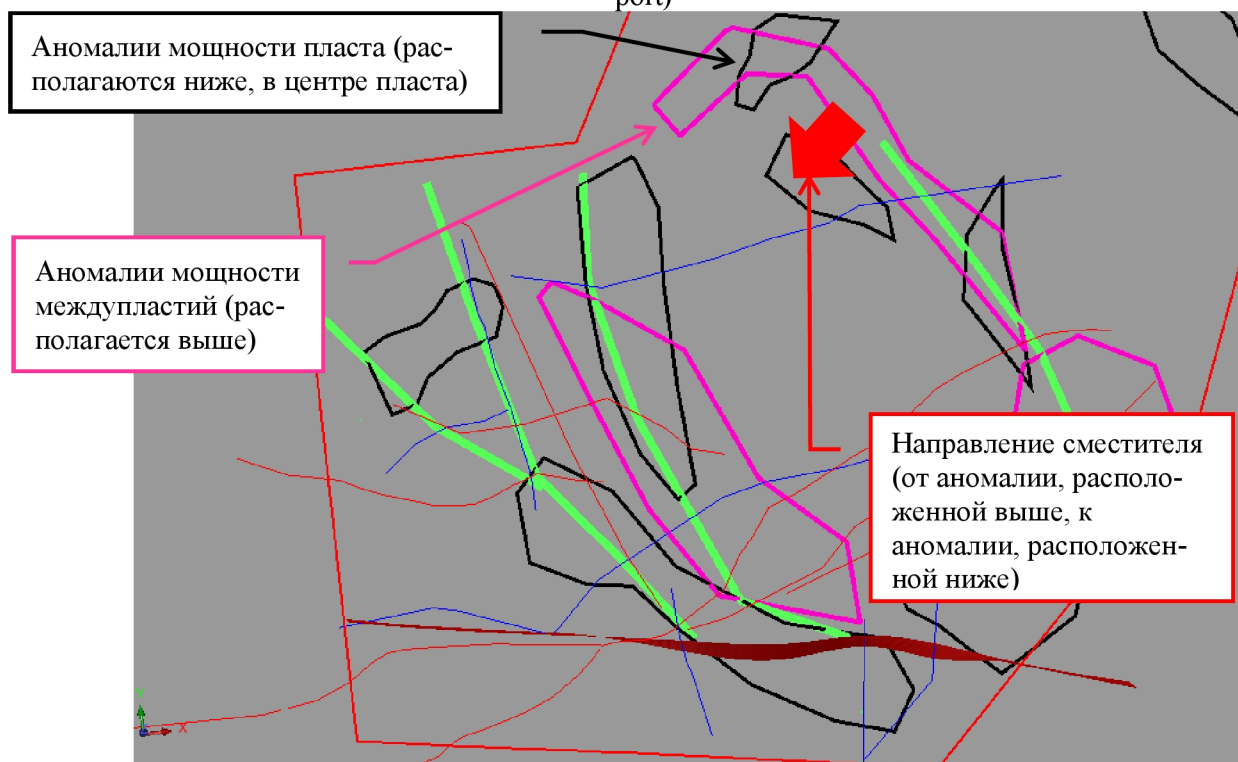 port)
Аномалии мощности пласта (рас-
полагаются ниже, в центре пласта)
Аномалии мощности
междупластий (рас-
полагается выше)
Направление сместителя
(от аномалии, располо-
женной выше, к
аномалии, расположен-
ной ниже)
Y
X